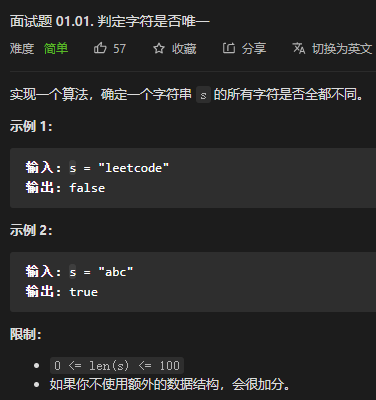 面试题 01.01. 判定字符是否唯一
难度 简单 57 收藏 分享 切换为英文
实现一个算法，确定一个字符串 s 的所有字符是否全都不同。
示例 1：
输入: s = "leetcode"
输出: false
示例 2：
输入: s = "abc"
输出: true
限制：
• 0 <= len(s) <= 100
• 如果你不使用额外的数据结构，会很加分。